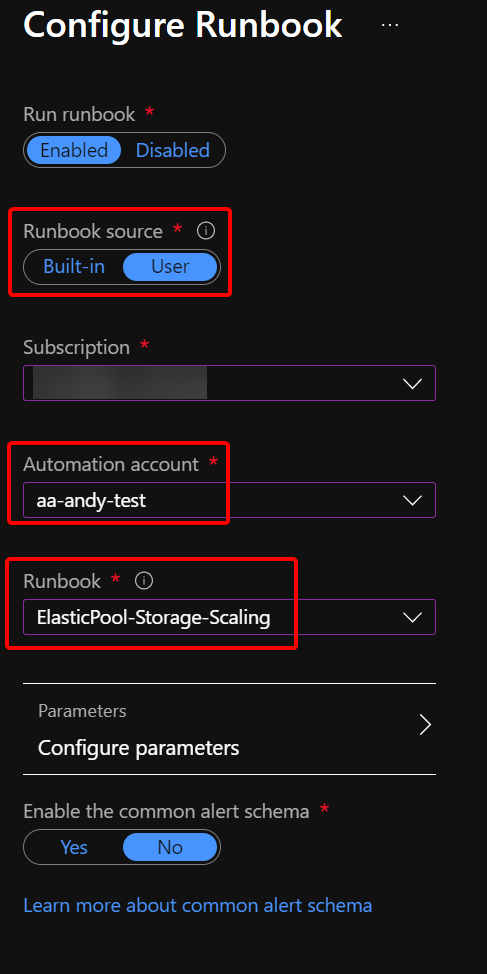 Configure Runbook ...
Run runbook *
Enabled Disabled
Runbook source *
Built-in User
Subscription *
Automation account *
aa-andy-test
Runbook *
ElasticPool-Storage-Scaling
Parameters
Configure parameters
Enable the common alert schema *
Yes No
Learn more about common alert schema